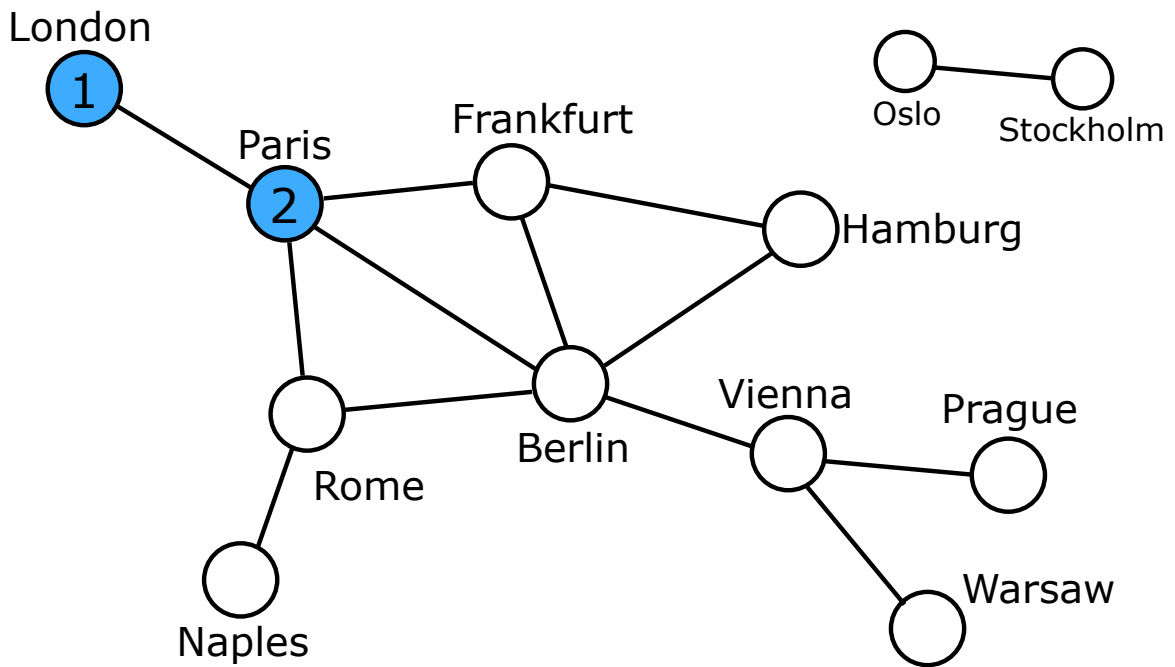 London
1
Paris
2
Frankfurt
Oslo
Stockholm
Hamburg
Rome
Berlin
Vienna
Prague
Naples
Warsaw